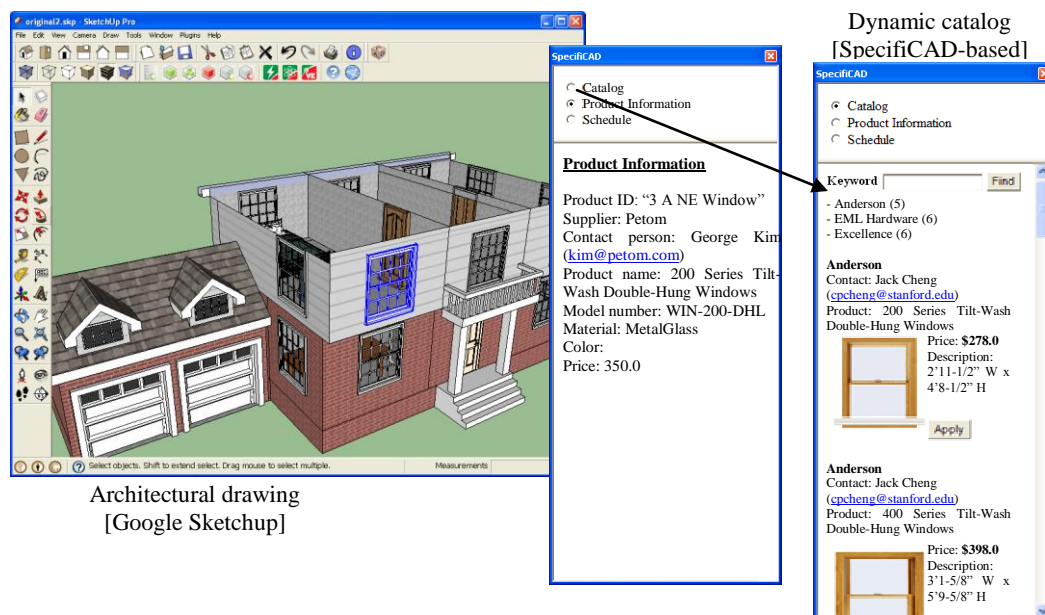 original2.skp - SketchUp Pro
File Edit View Camera Draw Tools Window Plugins Help
Select objects. Shift to extend select. Drag mouse to select multiple.
Measurements
Architectural drawing
[Google Sketchup]
SpecifiCAD
Catalog
Product Information
Schedule
Product Information
Product ID: “3 A NE Window”
Supplier: Petom
Contact person: George Kim
(kim@petom.com)
Product name: 200 Series Tilt-
Wash Double-Hung Windows
Model number: WIN-200-DHL
Material: MetalGlass
Color:
Price: 350.0
Dynamic catalog
[SpecifiCAD-based]
SpecifiCAD
Catalog
Product Information
Schedule
Keyword Fiind
- Anderson (5)
- EML Hardware (6)
- Excellence (6)
Anderson
Contact: Jack Cheng
(cpcheng@stanford.edu)
Product: 200 Series Tilt-Wash
Double-Hung Windows
Price: $278.0
Description:
2’11-1/2” W x
4’8-1/2” H
Apply
Anderson
Contact: Jack Cheng
(cpcheng@stanford.edu)
Product: 400 Series Tilt-Wash
Double-Hung Windows
Price: $398.0
Description:
3’1-5/8” W x
5’9-5/8” H